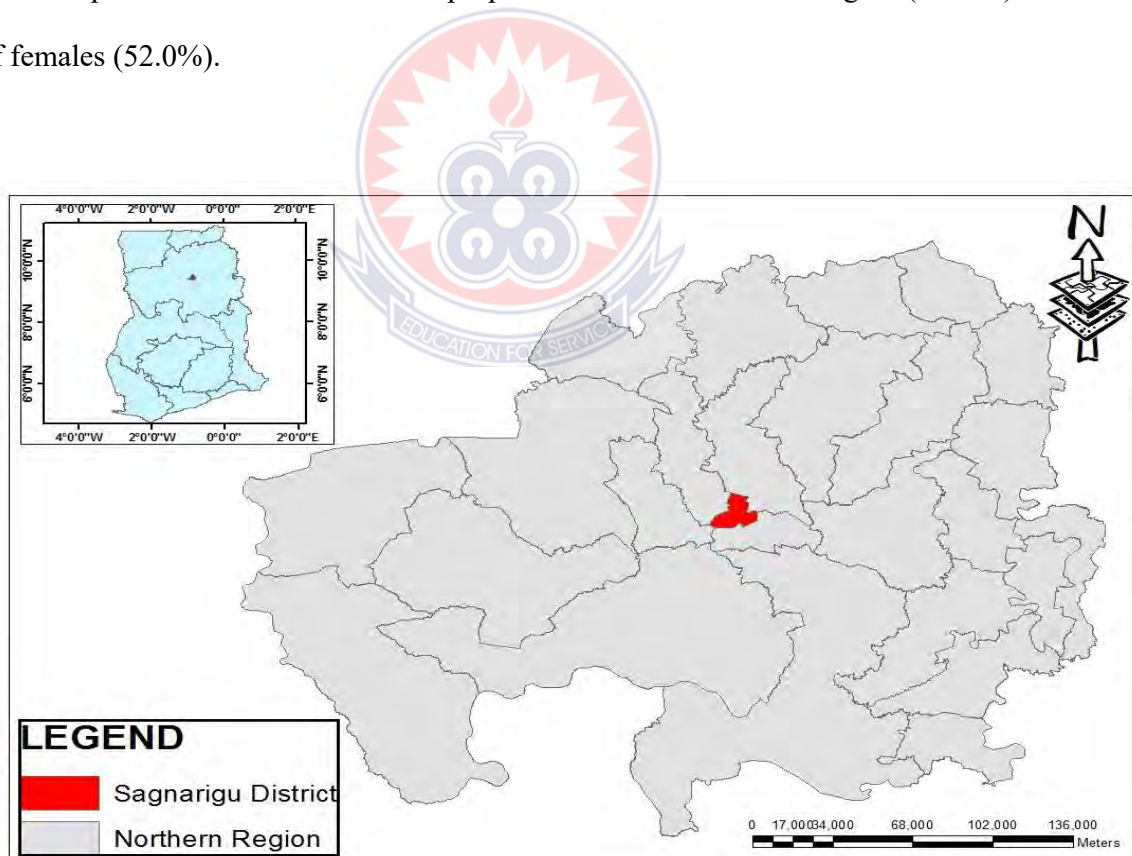 f females (52.0%).
EDUCATION FOR SERVICE
4°0'0"W 2°0'0"W 0°0'0" 2°0'0"E
10°0'0"N 10°0'0"N
8°0'0"N 8°0'0"N
6°0'0"N 6°0'0"N
4°0'0"W 2°0'0"W 0°0'0" 2°0'0"E
N
LEGEND
Sagnarigu District
Northern Region
0 17,00034,000 68,000 102,000 136,000
Meters